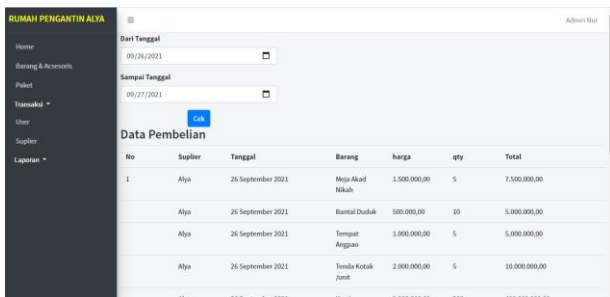 RUMAH PENGANTIN ALYA
Admin Nur
Home
Barang & Acsesoris
Paket
Transaksi
User
Suplier
Laporan
Dari Tanggal
09/26/2021
Sampai Tanggal
09/27/2021
Cek
Data Pembelian
No Suplier Tanggal Barang harga qty Total
1 Alya 26 September 2021 Meja Akad 1.500.000,00 5 7.500.000,00
Nikah
Alya 26 September 2021 Bantal Duduk 500.000,00 10 5.000.000,00
Alya 26 September 2021 Tempat 1.000.000,00 5 5.000.000,00
Angpao
Alya 26 September 2021 Tenda Kotak 2.000.000,00 5 10.000.000,00
/unit